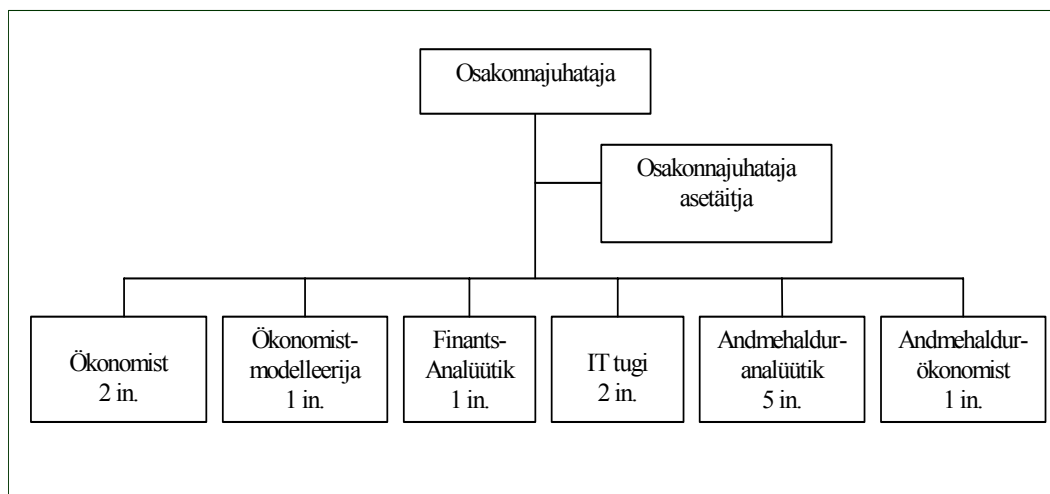 Osakonnajuhataja
Osakonnajuhataja
asetäitja
Ökonomist
2 in.
Ökonomist-
modelleerija
1 in.
Finants-
Analüütik
1 in.
IT tugi
2 in.
Andmehaldur-
analüütik
5 in.
Andmehaldur-
ökonomist
1 in.